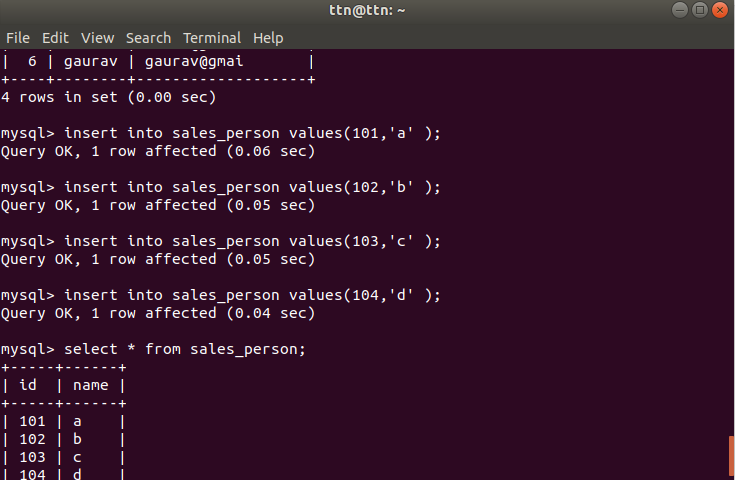 ttn@ttn: ~
File Edit View Search Terminal Help
|  6 | gaurav | gaurav@gmai       |
+----+--------+-------------------+
4 rows in set (0.00 sec)
mysql> insert into sales_person values(101,'a' );
Query OK, 1 row affected (0.06 sec)
mysql> insert into sales_person values(102,'b' );
Query OK, 1 row affected (0.05 sec)
mysql> insert into sales_person values(103,'c' );
Query OK, 1 row affected (0.05 sec)
mysql> insert into sales_person values(104,'d' );
Query OK, 1 row affected (0.04 sec)
mysql> select * from sales_person;
+-----+------+
| id  | name |
+-----+------+
| 101 | a    |
| 102 | b    |
| 103 | c    |
| 104 | d    |